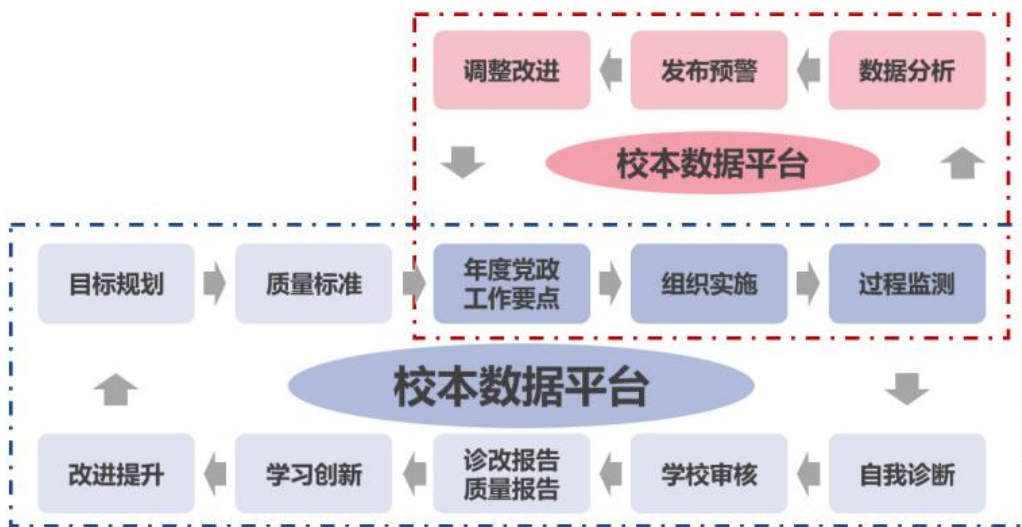 调整改进
发布预警
数据分析
校本数据平台
目标规划
质量标准
年度党政
工作要点
组织实施
过程监测
校本数据平台
改进提升
学习创新
诊改报告
质量报告
学校审核
自我诊断